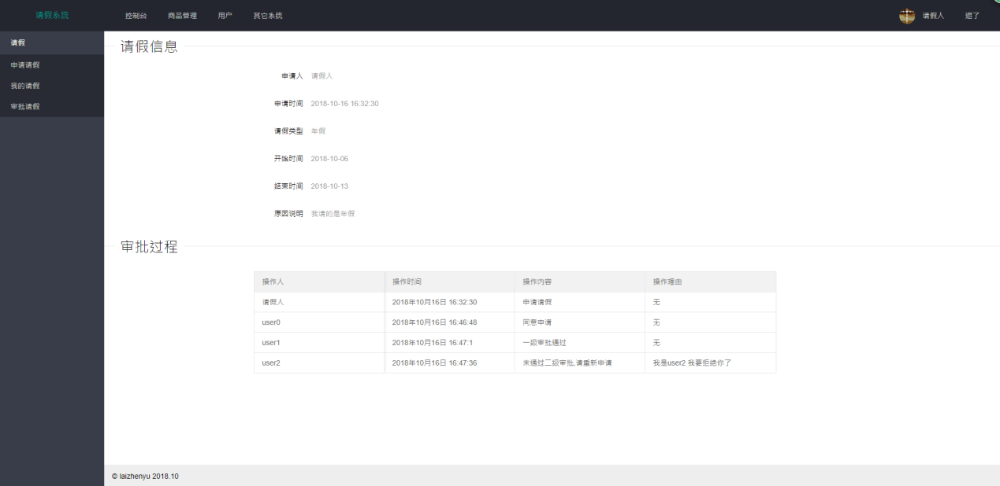 请假系统 控制台 商品管理 用户 其它系统 请假人 退了
请假
申请请假
我的请假
审批请假
请假信息
申请人 请假人
申请时间 2018-10-16 16:32:30
请假类型 年假
开始时间 2018-10-06
结束时间 2018-10-13
原因说明 我请的是年假
审批过程
操作人 操作时间 操作内容 操作理由
请假人 2018年10月16日 16:32:30 申请请假 无
user0 2018年10月16日 16:46:48 同意申请 无
user1 2018年10月16日 16:47:1 一级审批通过 无
user2 2018年10月16日 16:47:36 未通过二级审批,请重新申请 我是user2 我要拒绝你了
© laizhenyu 2018.10